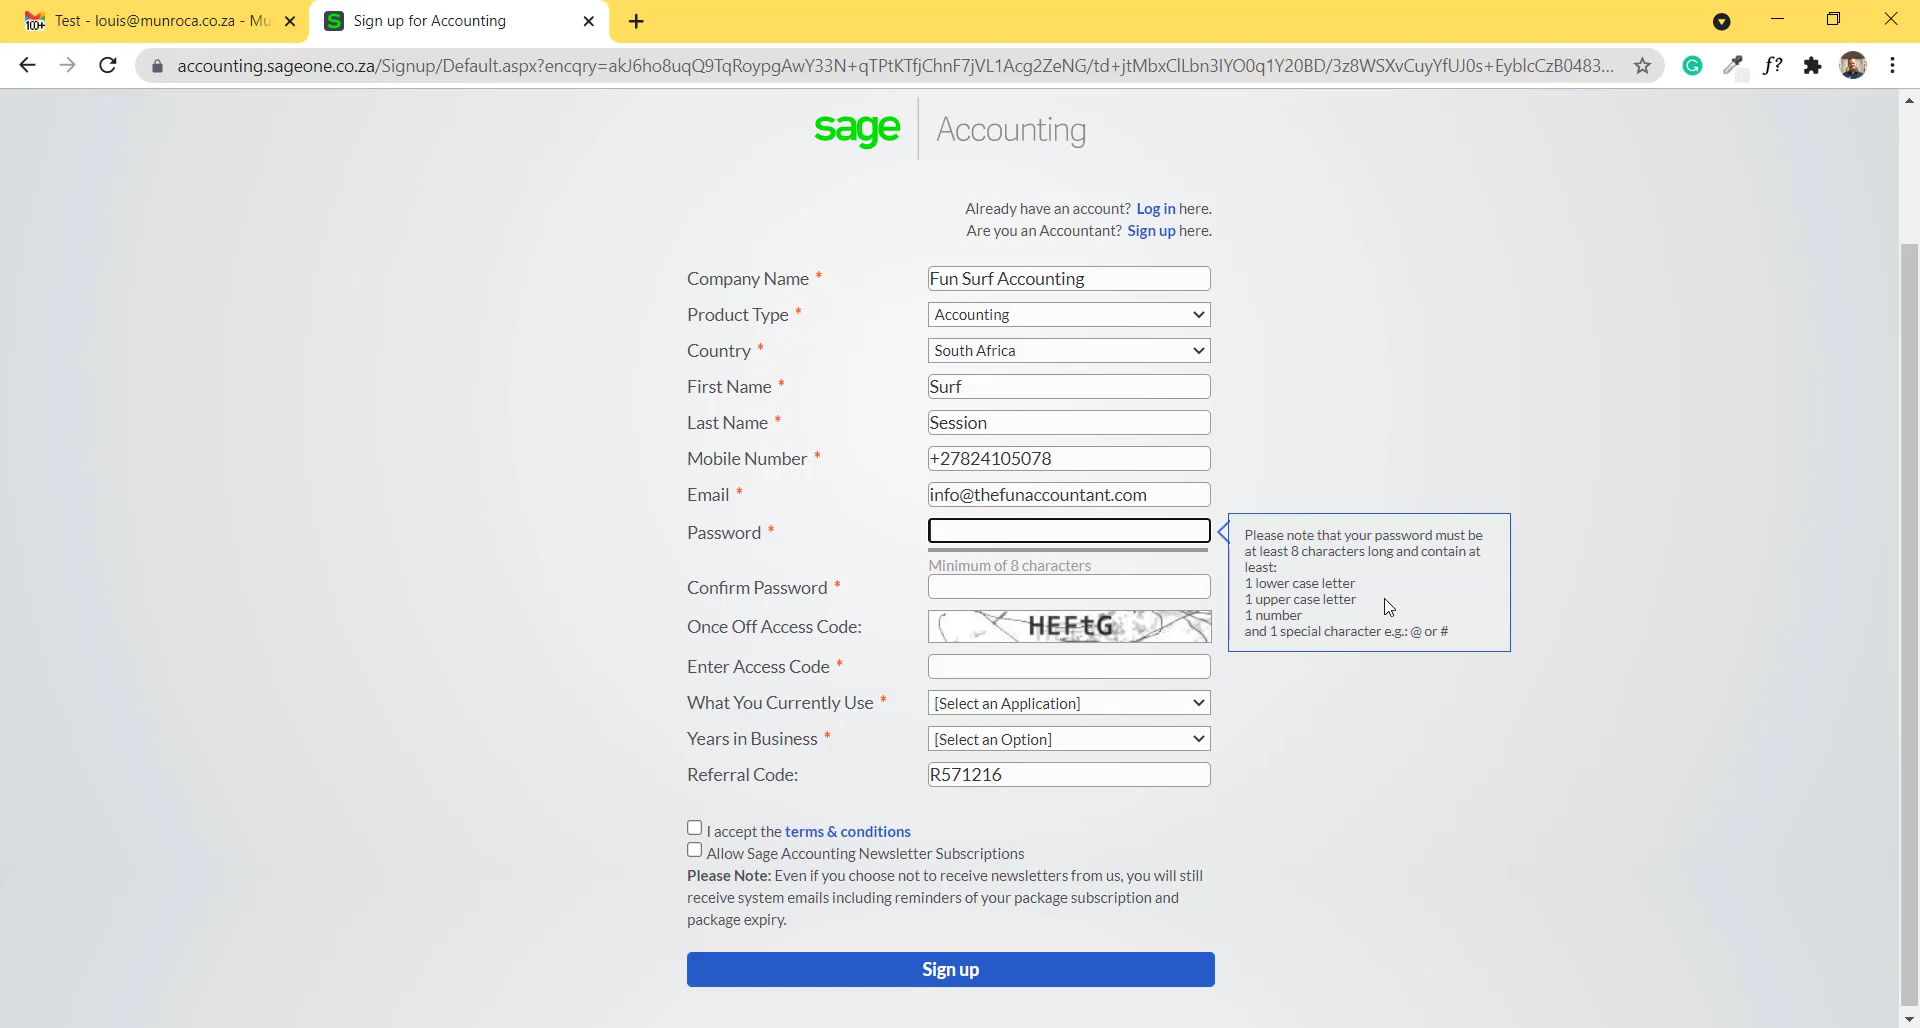 100+
Test - louis@munroca.co.za - Mu
Sign up for Accounting
accounting.sageone.co.za/Signup/Default.aspx?encqry=akJ6ho8uqQ9TqRoypgAwY33N+qTPtKTfjChnF7jVL1Acg2ZeNG/td+jtMbxClLbn3IYO0q1Y20BD/3z8WSXvCuyYfUJ0s+EyblcCzB0483...
f?
sage
Accounting
Already have an account? Log in here.
Are you an Accountant? Sign up here.
Company Name *
Fun Surf Accounting
Product Type *
Accounting
Country *
South Africa
First Name *
Surf
Last Name *
Session
Mobile Number *
+27824105078
Email *
info@thefunaccountant.com
Password *
Minimum of 8 characters
Please note that your password must be
at least 8 characters long and contain at
least:
1 lower case letter
1 upper case letter
1 number
and 1 special character e.g.: @ or #
Confirm Password *
Once Off Access Code:
HEFtG
Enter Access Code *
What You Currently Use *
[Select an Application]
Years in Business *
[Select an Option]
Referral Code:
R571216
I accept the terms & conditions
Allow Sage Accounting Newsletter Subscriptions
Please Note: Even if you choose not to receive newsletters from us, you will still
receive system emails including reminders of your package subscription and
package expiry.
Sign up